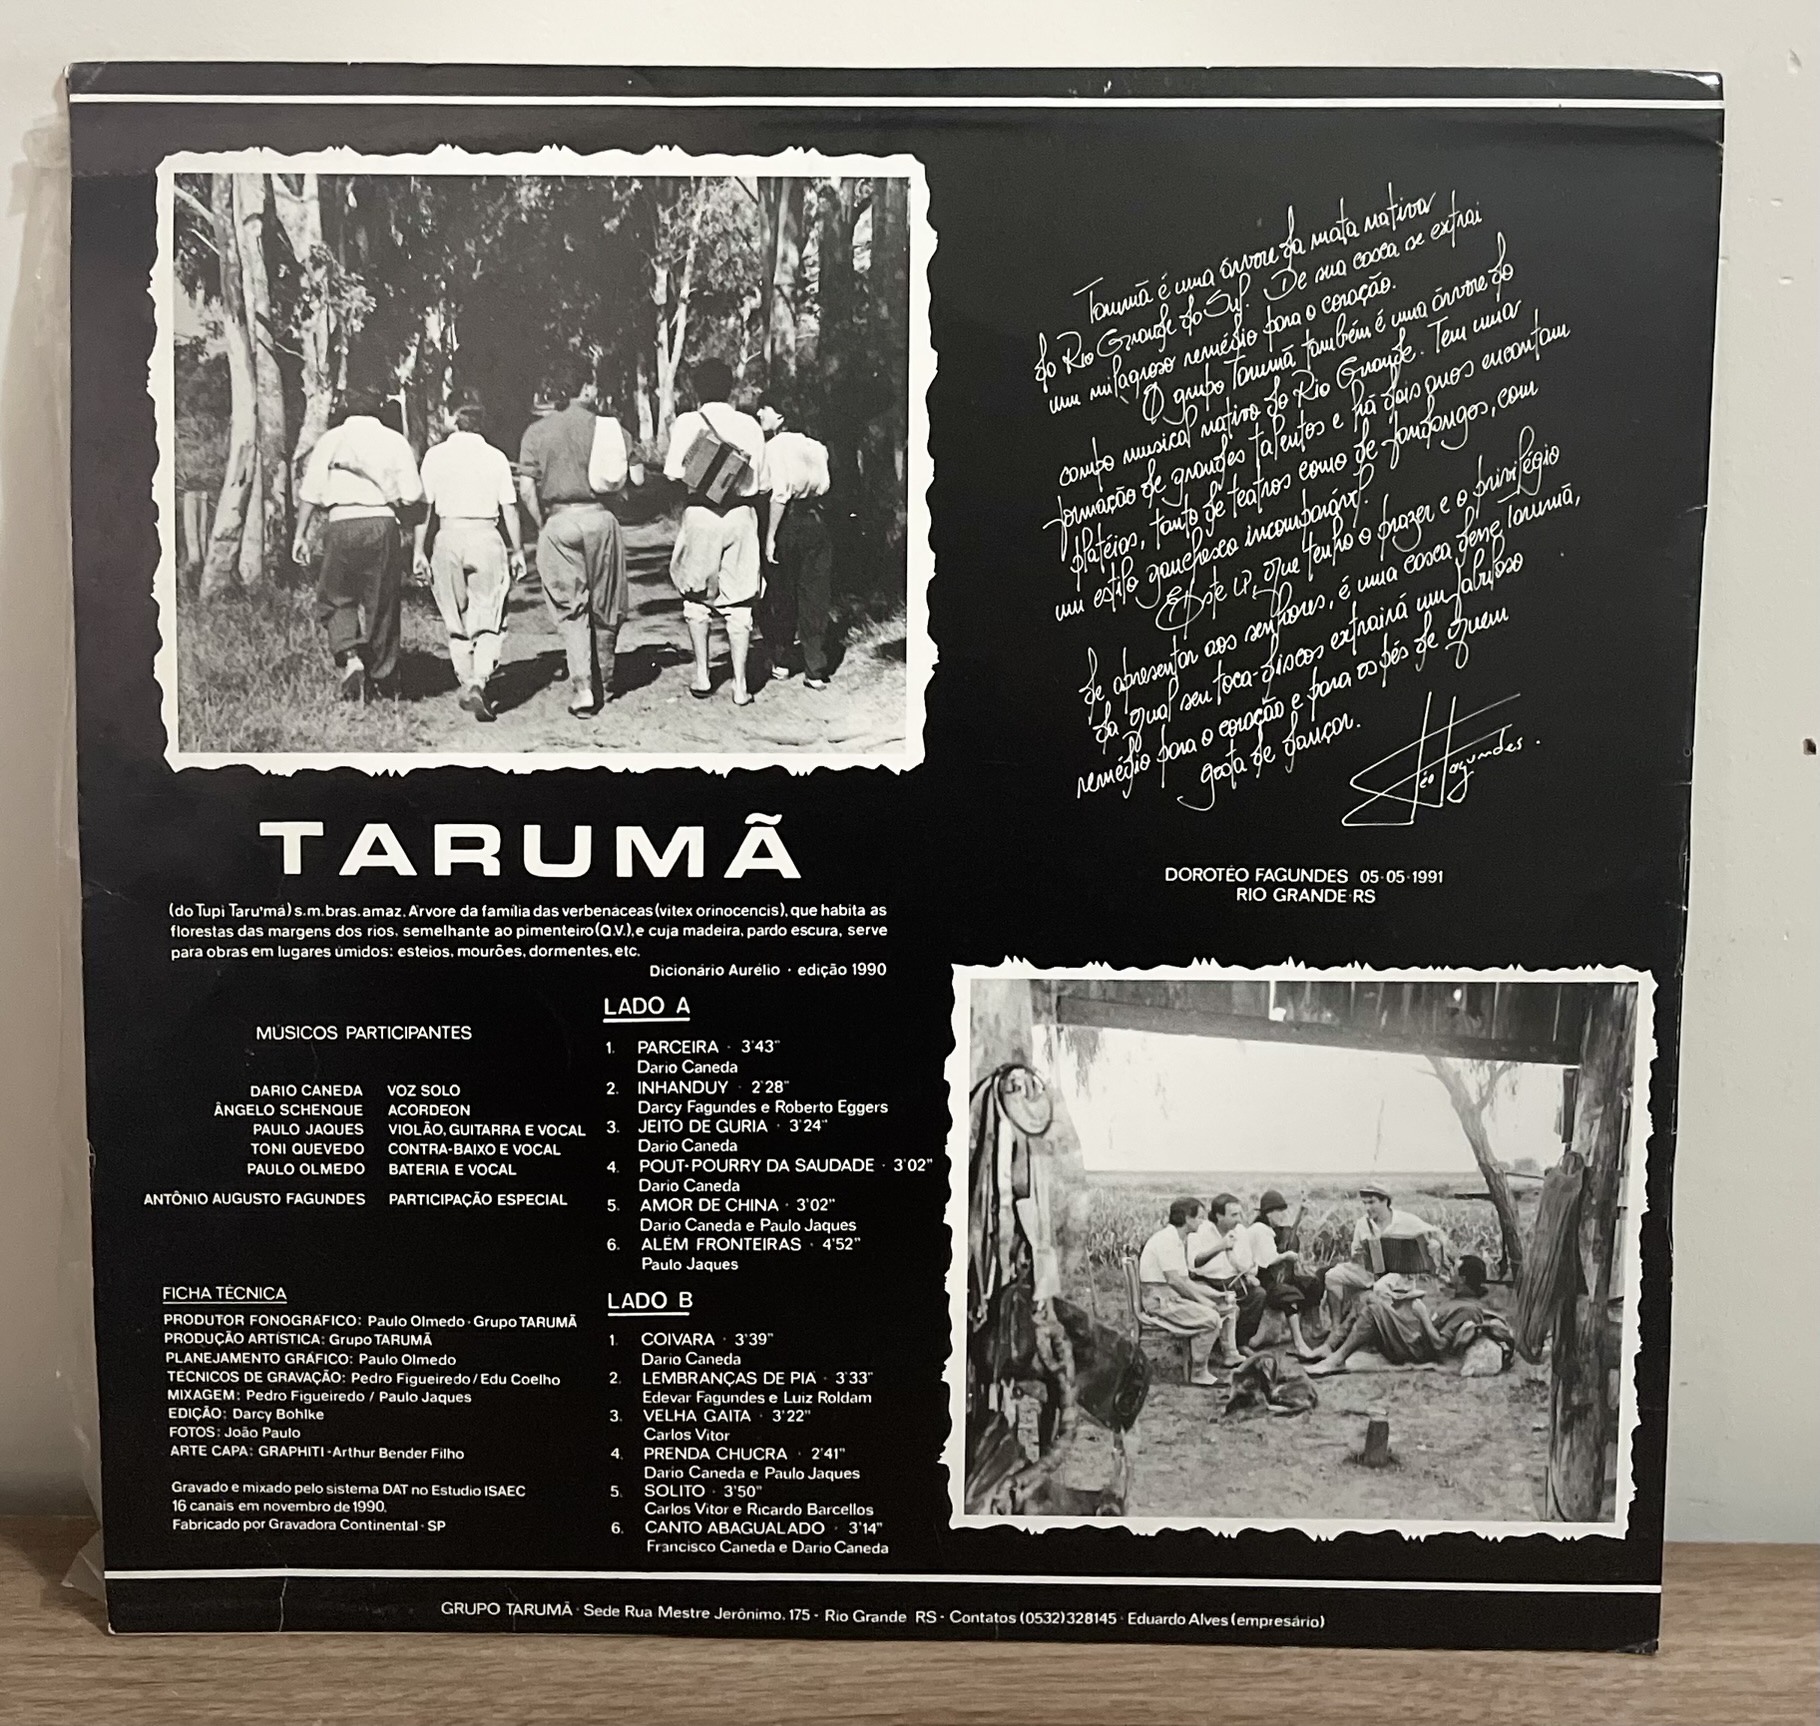 Tarumã é uma árvore da mata nativa
do Rio Grande do Sul. De sua casca se extrai
um milagroso remédio para o coração.
O grupo Tarumã também é uma árvore do
campo musical nativo do Rio Grande. Tem uma
formação de grandes talentos e há dois anos encantam
platéias, tanto de teatros como de fandangos, com
um estilo gauchesco incomparável.
Este LP, que tenho o prazer e o privilégio
de apresentar aos senhores, é uma casca desse Tarumã,
da qual seu toca-discos extrairá um fabuloso
remédio para o coração e para os pés de quem
gosta de dançar.
DOROTÉO FAGUNDES 05·05·1991
RIO GRANDE·RS
TARUMÃ
(do Tupi Taru'mã) s.m. bras. amaz. Árvore da família das verbenáceas (vitex orinocencis), que habita as
florestas das margens dos rios, semelhante ao pimenteiro (Q.V.), e cuja madeira, pardo escura, serve
para obras em lugares úmidos: esteios, mourões, dormentes, etc.
Dicionário Aurélio · edição 1990
MÚSICOS PARTICIPANTES
DARIO CANEDA VOZ SOLO
ÂNGELO SCHENQUE ACORDEON
PAULO JAQUES VIOLÃO, GUITARRA E VOCAL
TONI QUEVEDO CONTRA-BAIXO E VOCAL
PAULO OLMEDO BATERIA E VOCAL
ANTÔNIO AUGUSTO FAGUNDES PARTICIPAÇÃO ESPECIAL
FICHA TÉCNICA
PRODUTOR FONOGRÁFICO: Paulo Olmedo · Grupo TARUMÃ
PRODUÇÃO ARTÍSTICA: Grupo TARUMÃ
PLANEJAMENTO GRÁFICO: Paulo Olmedo
TÉCNICOS DE GRAVAÇÃO: Pedro Figueiredo / Edu Coelho
MIXAGEM: Pedro Figueiredo / Paulo Jaques
EDIÇÃO: Darcy Bohlke
FOTOS: João Paulo
ARTE CAPA: GRAPHITI - Arthur Bender Filho
Gravado e mixado pelo sistema DAT no Estudio ISAEC
16 canais em novembro de 1990.
Fabricado por Gravadora Continental · SP
LADO A
1. PARCEIRA · 3'43"
Dario Caneda
2. INHANDUY · 2'28"
Darcy Fagundes e Roberto Eggers
3. JEITO DE GURIA · 3'24"
Dario Caneda
4. POUT-POURRY DA SAUDADE · 3'02"
Dario Caneda
5. AMOR DE CHINA · 3'02"
Dario Caneda e Paulo Jaques
6. ALÉM FRONTEIRAS · 4'52"
Paulo Jaques
LADO B
1. COIVARA · 3'39"
Dario Caneda
2. LEMBRANÇAS DE PIÁ · 3'33"
Edevar Fagundes e Luiz Roldam
3. VELHA GAITA · 3'22"
Carlos Vitor
4. PRENDA CHUCRA · 2'41"
Dario Caneda e Paulo Jaques
5. SOLITO · 3'50"
Carlos Vitor e Ricardo Barcellos
6. CANTO ABAGUALADO · 3'14"
Francisco Caneda e Dario Caneda
GRUPO TARUMÃ · Sede Rua Mestre Jerônimo, 175 - Rio Grande RS - Contatos (0532) 328145 · Eduardo Alves (empresário)